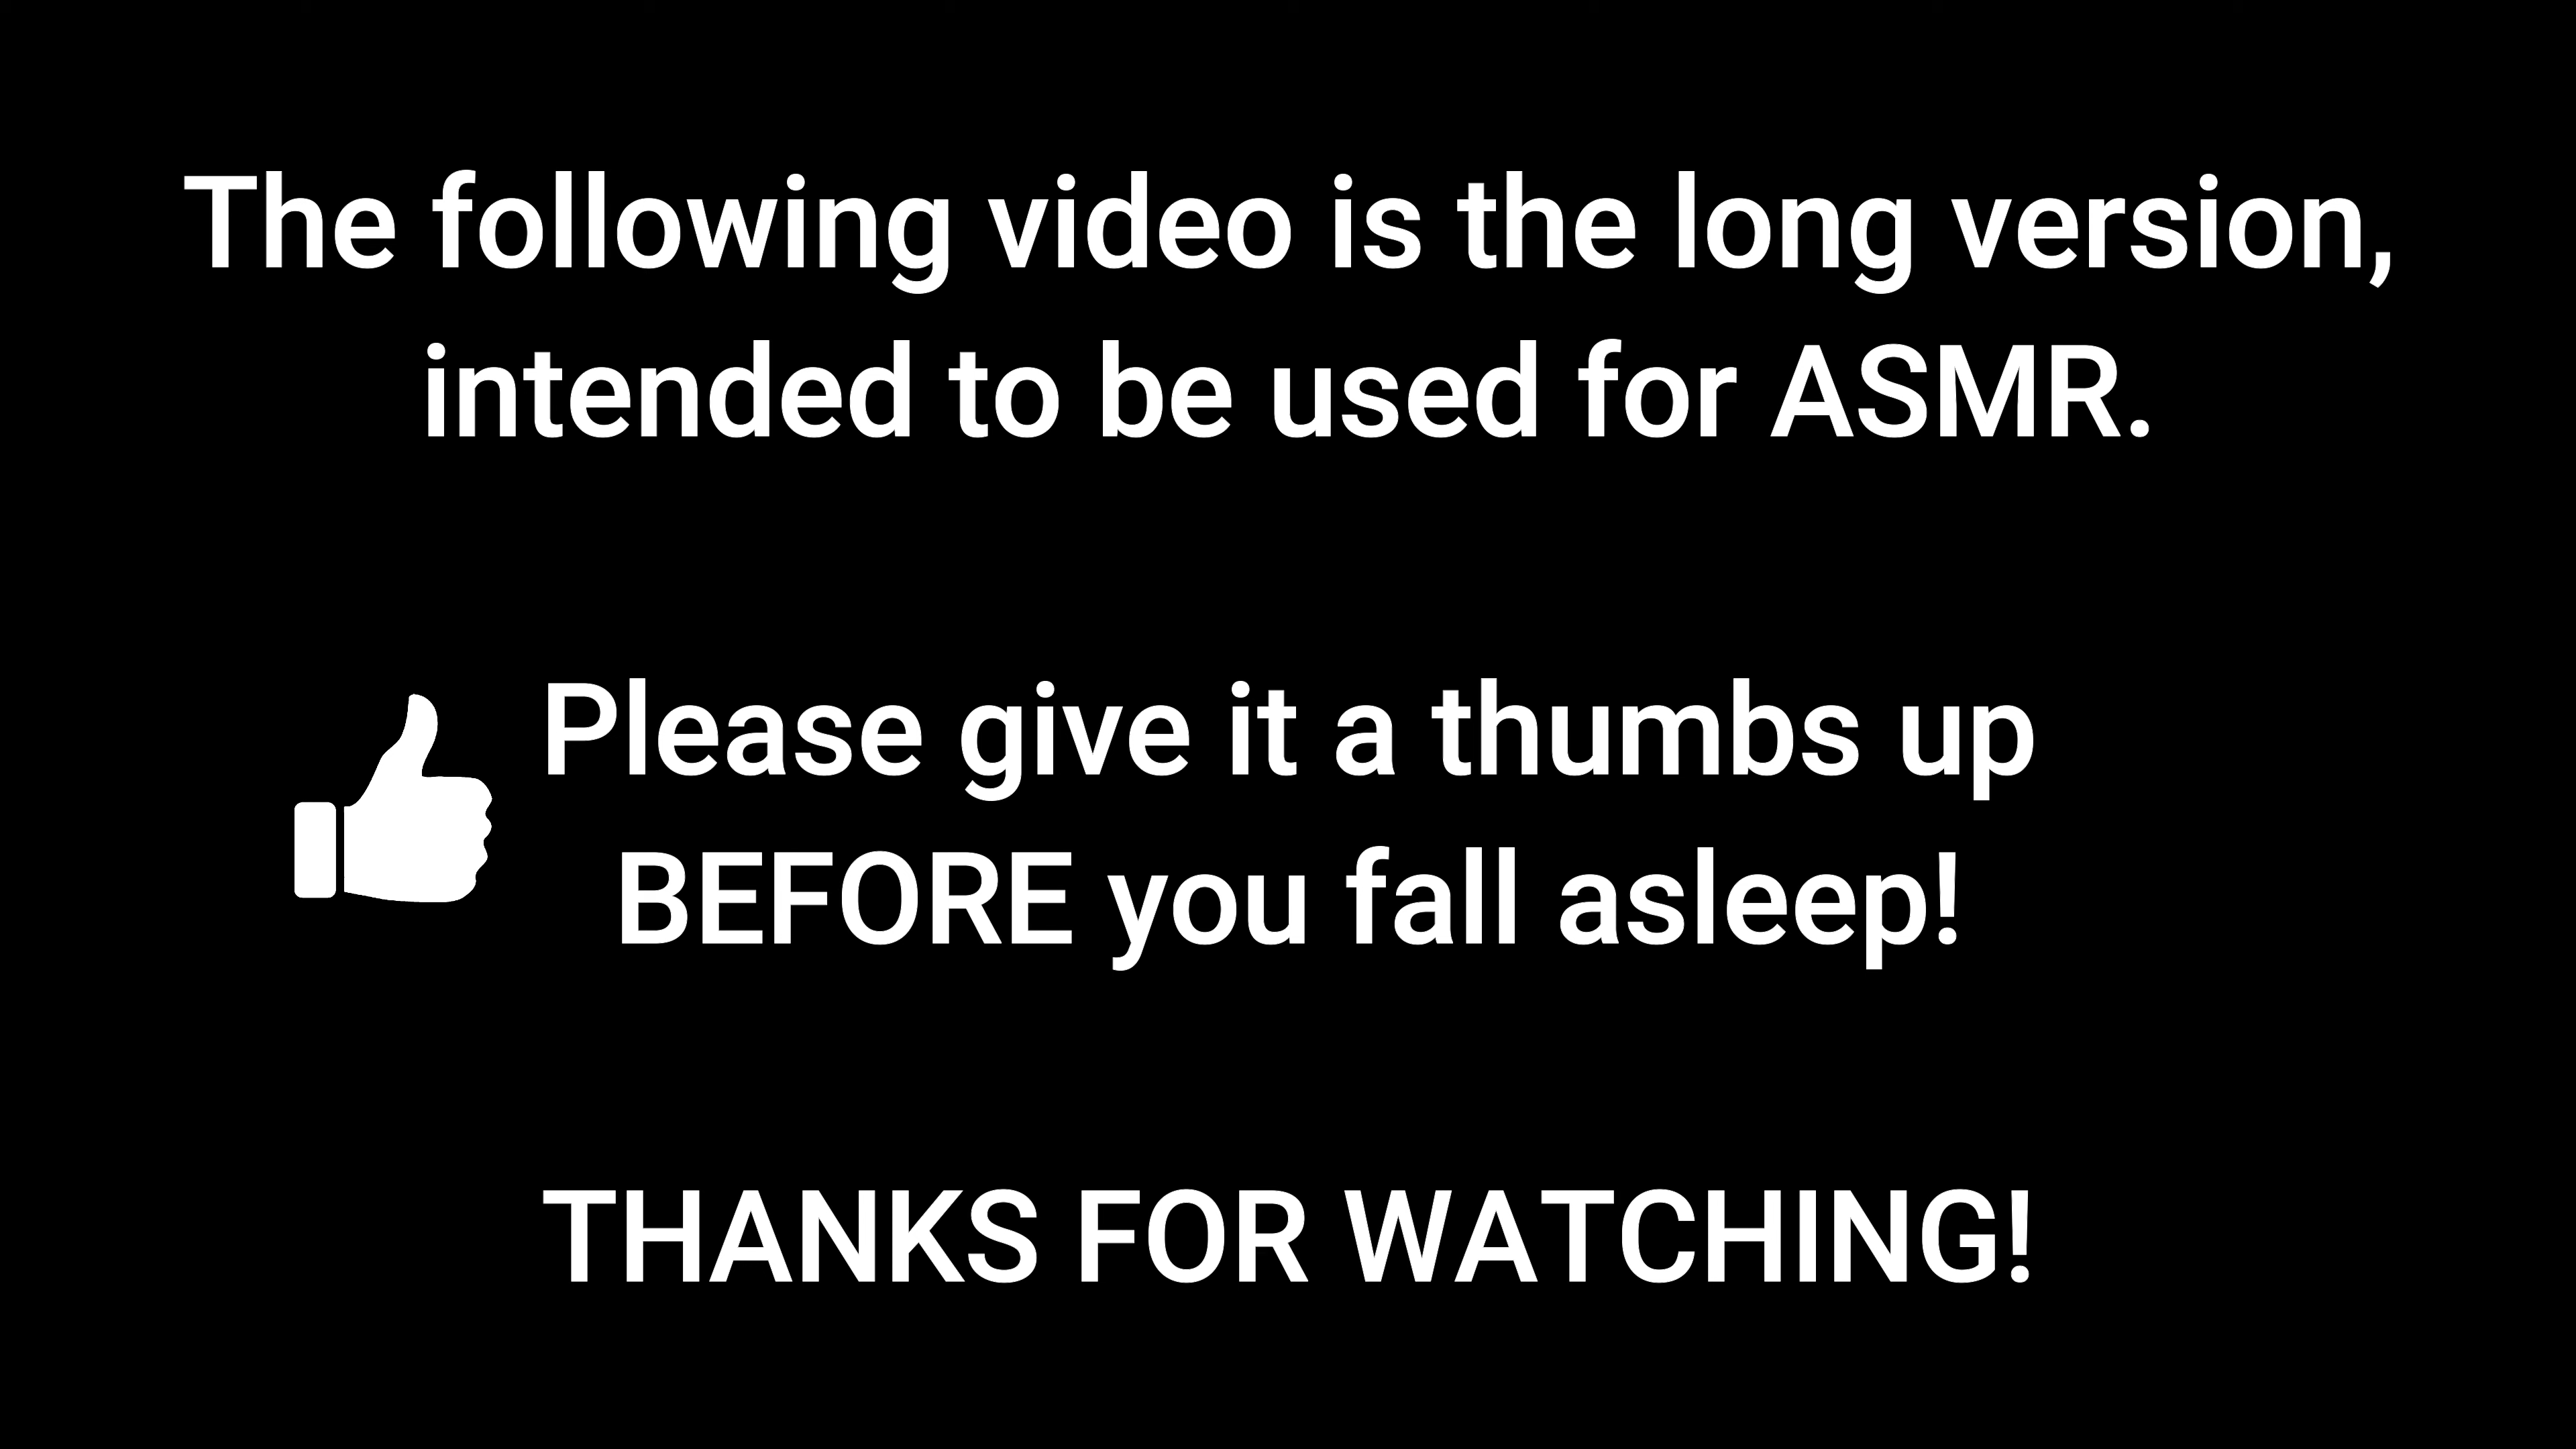 The following video is the long version,
intended to be used for ASMR.
Please give it a thumbs up
BEFORE you fall asleep!
THANKS FOR WATCHING!